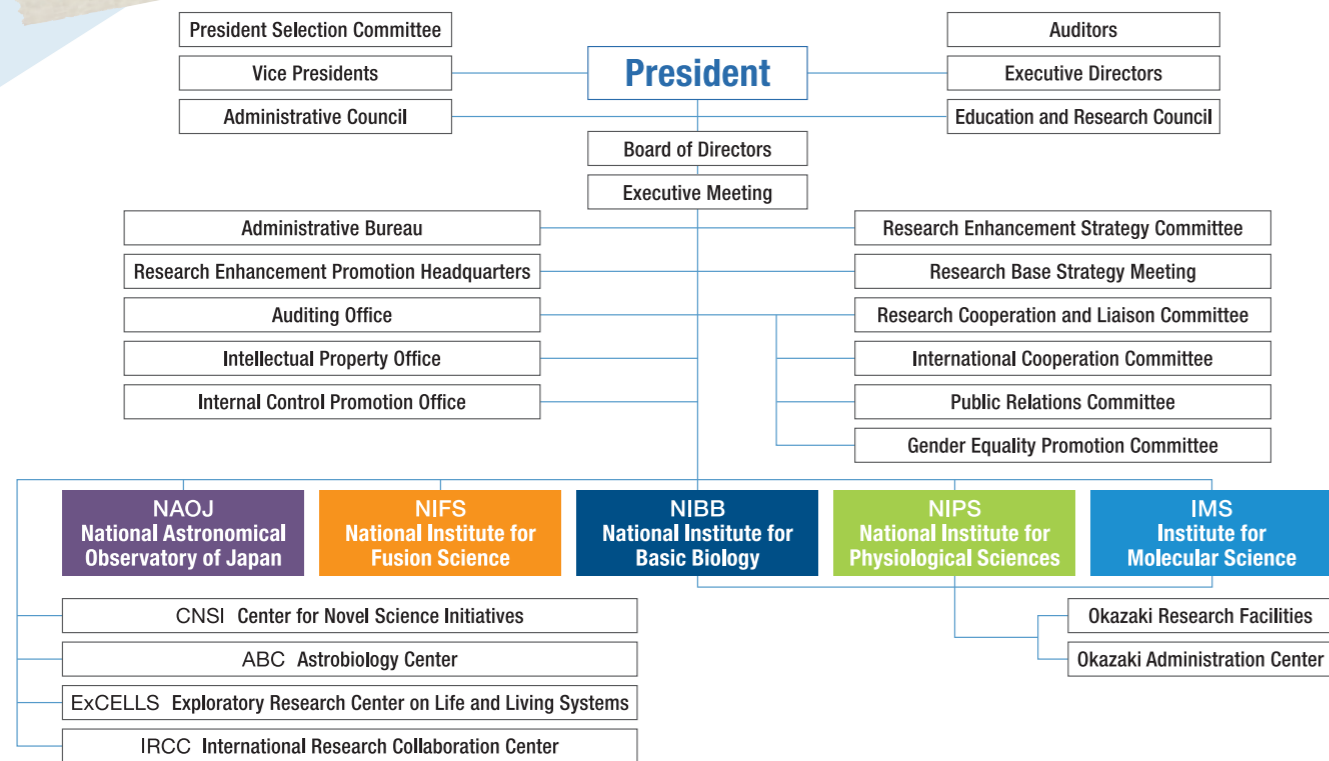 President Selection Committee
Auditors
Vice Presidents
President
Executive Directors
Administrative Council
Education and Research Council
Board of Directors
Executive Meeting
Administrative Bureau
Research Enhancement Strategy Committee
Research Enhancement Promotion Headquarters
Research Base Strategy Meeting
Auditing Office
Research Cooperation and Liaison Committee
Intellectual Property Office
International Cooperation Committee
Internal Control Promotion Office
Public Relations Committee
Gender Equality Promotion Committee
NAOJ
National Astronomical
Observatory of Japan
NIFS
National Institute for
Fusion Science
NIBB
National Institute for
Basic Biology
NIPS
National Institute for
Physiological Sciences
IMS
Institute for
Molecular Science
CNSI Center for Novel Science Initiatives
ABC Astrobiology Center
ExCELLS Exploratory Research Center on Life and Living Systems
IRCC International Research Collaboration Center
Okazaki Research Facilities
Okazaki Administration Center